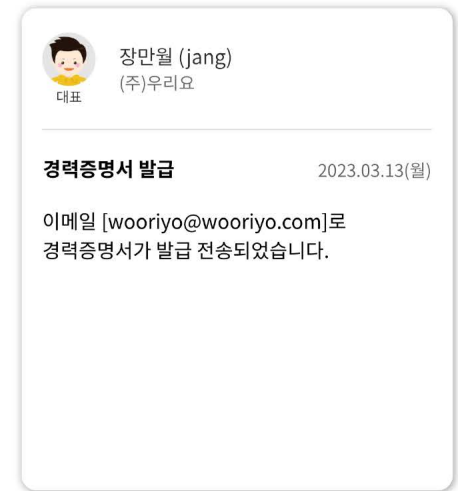 장만월 (jang)
(주)우리요
대표
경력증명서 발급
2023.03.13(월)
이메일 [wooriyo@wooriyo.com]로
경력증명서가 발급 전송되었습니다.